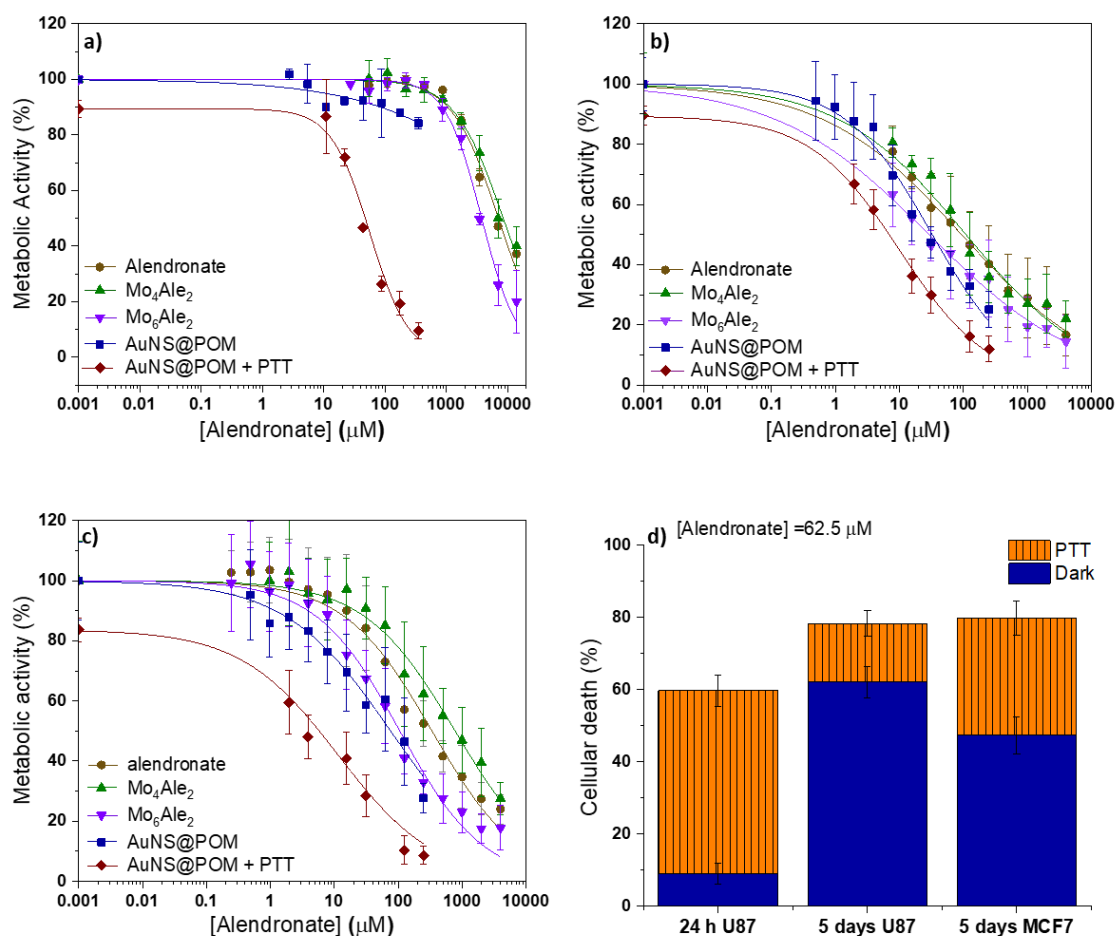 a)
120
100
80
60
40
20
0
Metabolic Activity (%)
Alendronate
Mo₄Ale₂
Mo₆Ale₂
AuNS@POM
AuNS@POM + PTT
0.001 0.01 0.1 1 10 100 1000 10000
[Alendronate] (μM)
b)
120
100
80
60
40
20
0
Metabolic activity (%)
Alendronate
Mo₄Ale₂
Mo₆Ale₂
AuNS@POM
AuNS@POM + PTT
0.001 0.01 0.1 1 10 100 1000 10000
[Alendronate] (μM)
c)
120
100
80
60
40
20
0
Metabolic activity (%)
alendronate
Mo₄Ale₂
Mo₆Ale₂
AuNS@POM
AuNS@POM + PTT
0.001 0.01 0.1 1 10 100 1000 10000
[Alendronate] (μM)
d) [Alendronate] =62.5 μM
PTT
Dark
100
80
60
40
20
0
Cellular death (%)
24 h U87 5 days U87 5 days MCF7